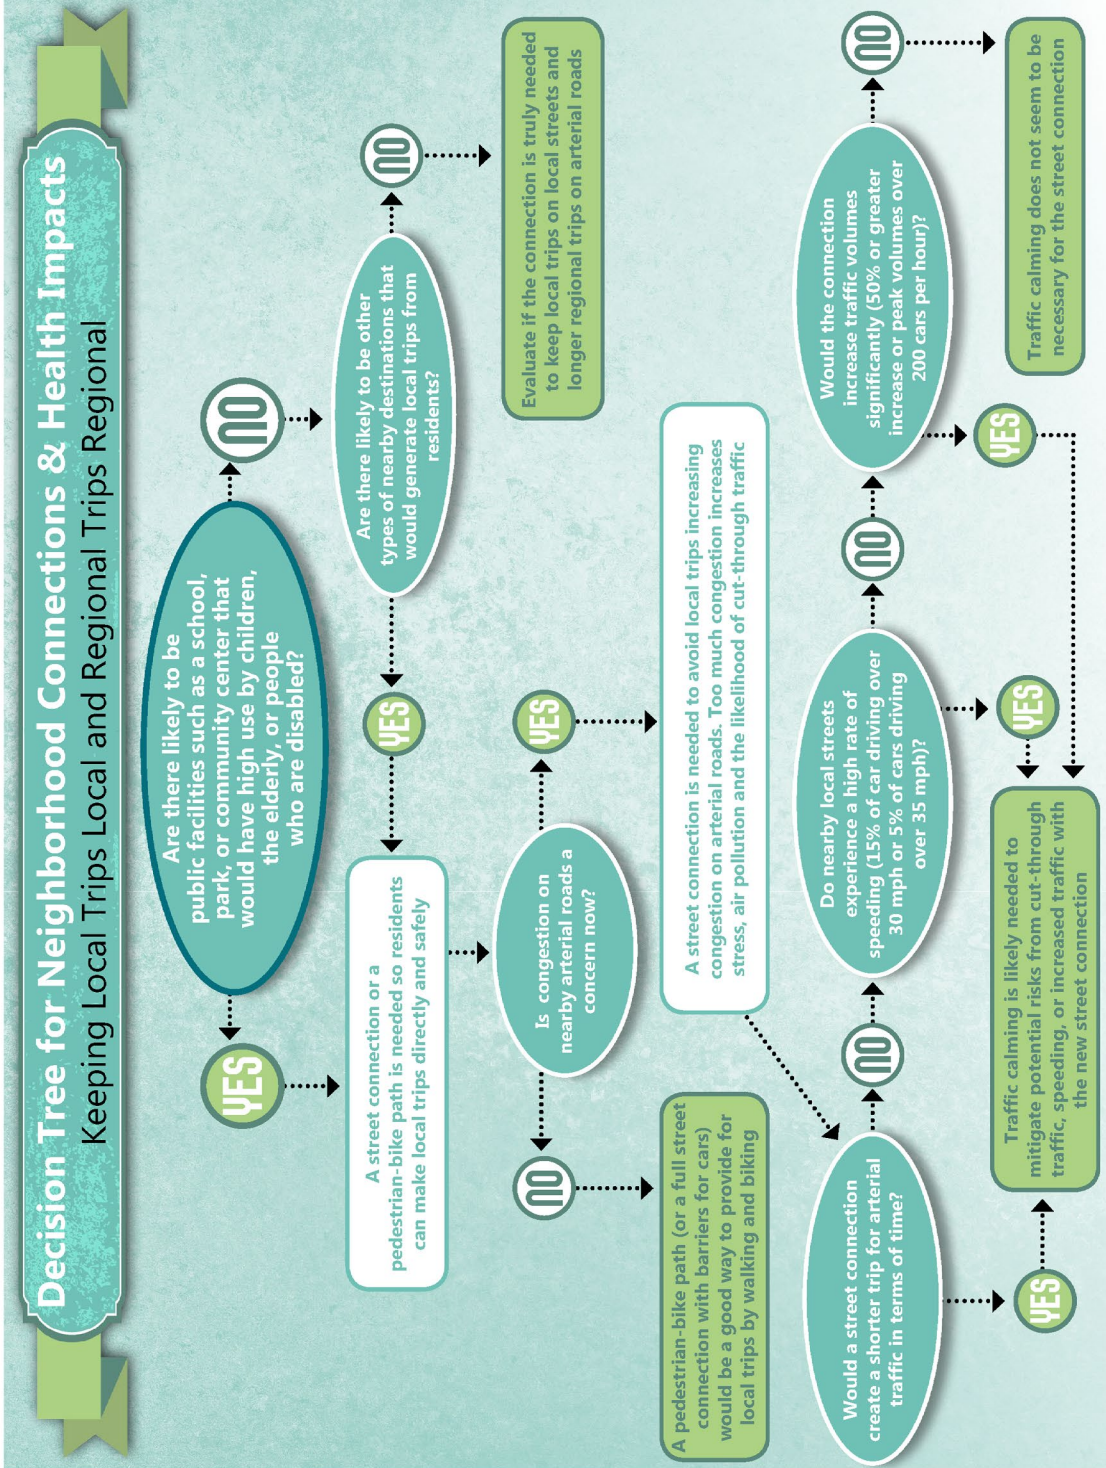 Decision Tree for Neighborhood Connections & Health Impacts
Keeping Local Trips Local and Regional Trips Regional
Are there likely to be
public facilities such as a school,
park, or community center that
would have high use by children,
the elderly, or people
who are disabled?
YES
NO
A street connection or a
pedestrian-bike path is needed so residents
can make local trips directly and safely
YES
Are there likely to be other
types of nearby destinations that
would generate local trips from
residents?
NO
Evaluate if the connection is truly needed
to keep local trips on local streets and
longer regional trips on arterial roads
Is congestion on
nearby arterial roads a
concern now?
NO
YES
A pedestrian-bike path (or a full street
connection with barriers for cars)
would be a good way to provide for
local trips by walking and biking
A street connection is needed to avoid local trips increasing
congestion on arterial roads. Too much congestion increases
stress, air pollution and the likelihood of cut-through traffic
Would a street connection
create a shorter trip for arterial
traffic in terms of time?
NO
Do nearby local streets
experience a high rate of
speeding (15% of car driving over
30 mph or 5% of cars driving
over 35 mph)?
NO
Would the connection
increase traffic volumes
significantly (50% or greater
increase or peak volumes over
200 cars per hour)?
NO
YES
YES
YES
Traffic calming is likely needed to
mitigate potential risks from cut-through
traffic, speeding, or increased traffic with
the new street connection
Traffic calming does not seem to be
necessary for the street connection